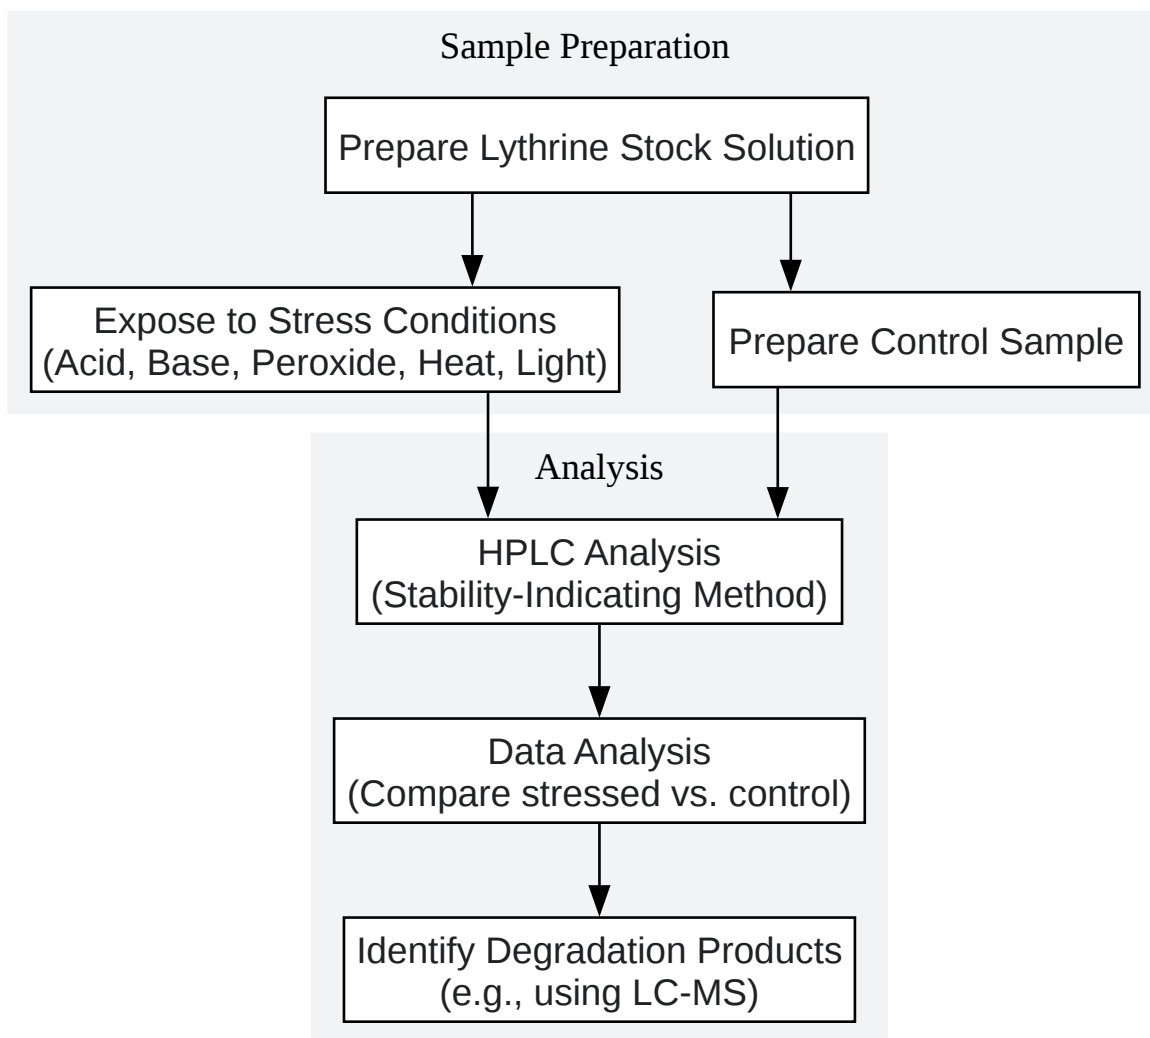 Sample Preparation
Prepare Lythrine Stock Solution
Expose to Stress Conditions
(Acid, Base, Peroxide, Heat, Light)
Prepare Control Sample
Analysis
HPLC Analysis
(Stability-Indicating Method)
Data Analysis
(Compare stressed vs. control)
Identify Degradation Products
(e.g., using LC-MS)